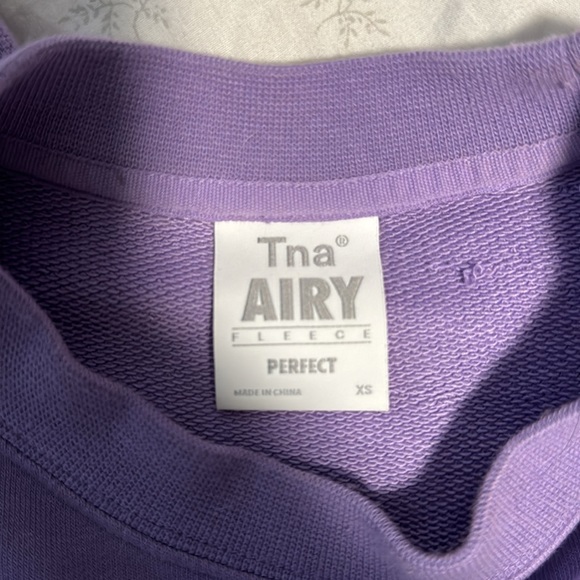 Tna®
AIRY
FLEECE
PERFECT
MADE IN CHINA XS